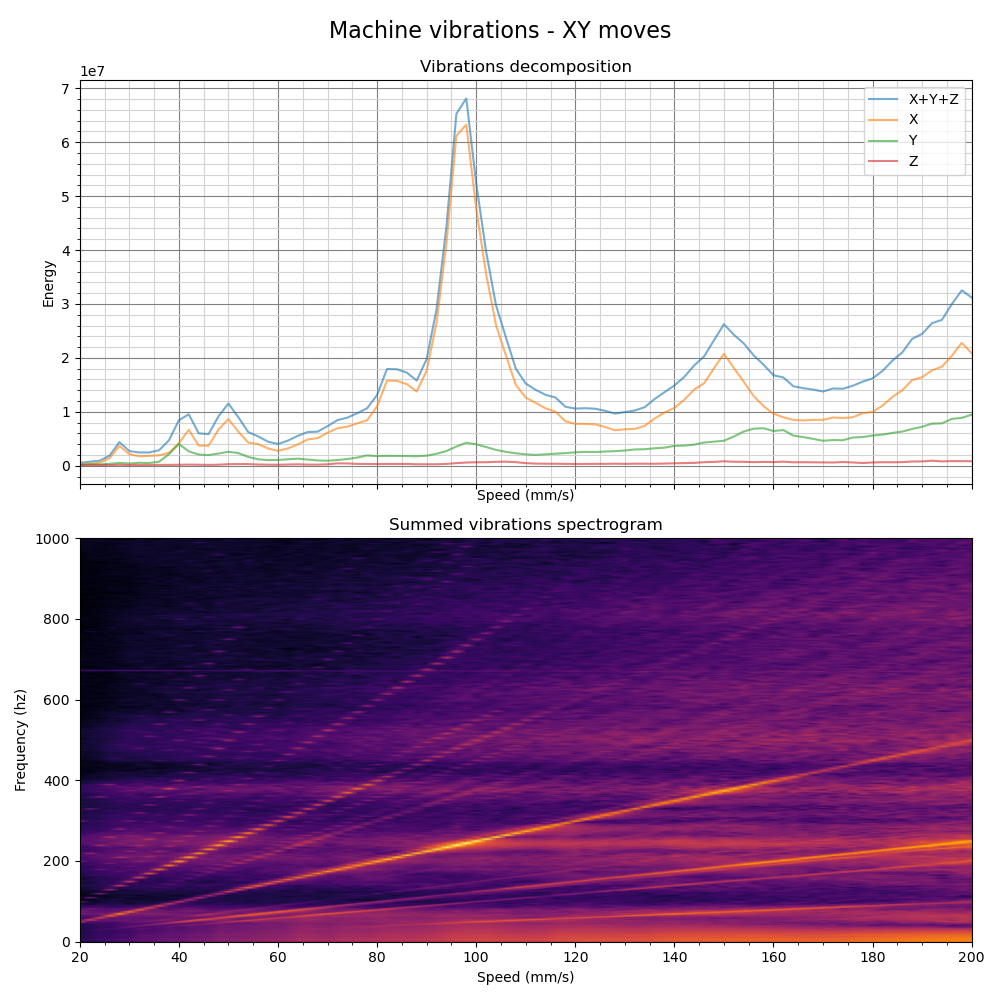 Machine vibrations - XY moves
Vibrations decomposition
1e7
7
6
5
4
3
2
1
0
Energy
X+Y+Z
X
Y
Z
Speed (mm/s)
Summed vibrations spectrogram
1000
800
600
400
200
0
Frequency (hz)
20 40 60 80 100 120 140 160 180 200
Speed (mm/s)